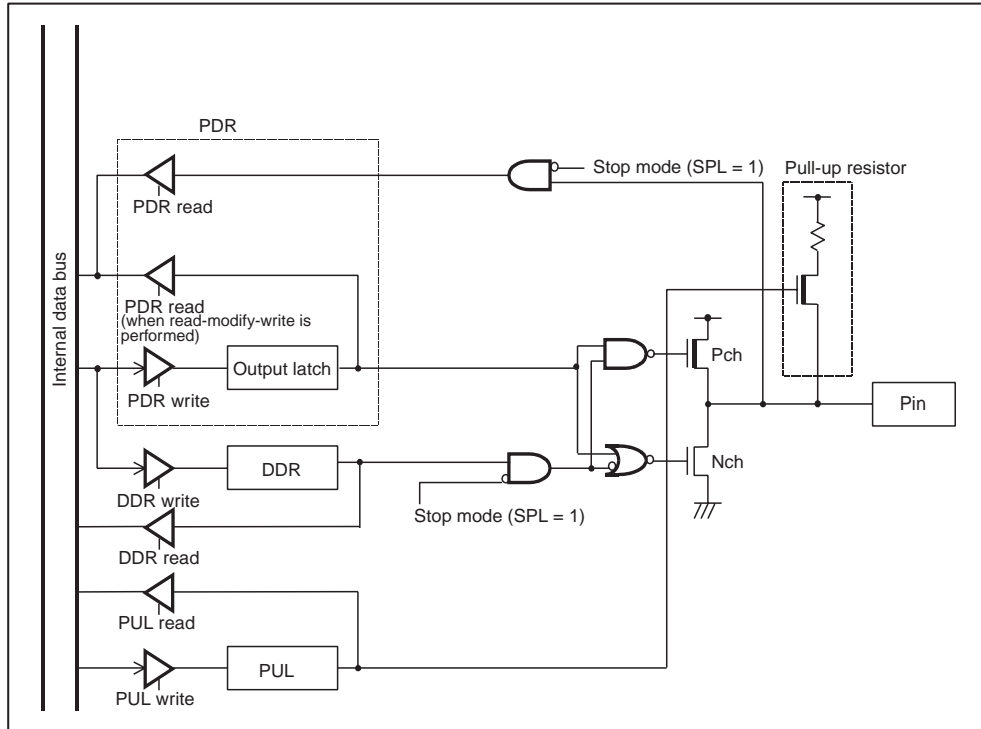 PDR
Stop mode (SPL = 1)
Pull-up resistor
PDR read
Internal data bus
PDR read
(when read-modify-write is
performed)
Output latch
PDR write
Pch
Pin
DDR
Nch
DDR write
Stop mode (SPL = 1)
DDR read
PUL read
PUL
PUL write